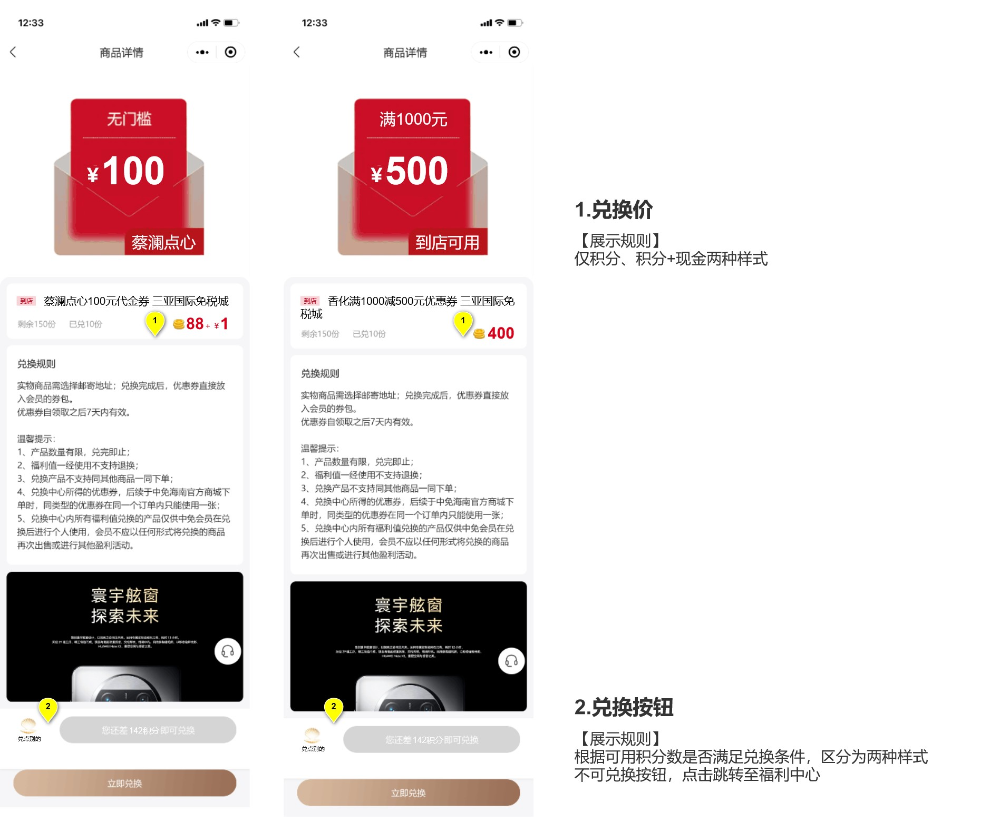 12:33
商品详情
无门槛
¥100
蔡澜点心
到店 蔡澜点心100元代金券 三亚国际免税城
剩余150份 已兑10份
1
88+¥1
兑换规则
实物商品需选择邮寄地址；兑换完成后，优惠券直接放
入会员的券包。
优惠券自领取之后7天内有效。
温馨提示：
1、产品数量有限，兑完即止；
2、福利值一经使用不支持退换；
3、兑换产品不支持同其他商品一同下单；
4、兑换中心所得的优惠券，后续于中免海南官方商城下
单时，同类型的优惠券在同一个订单内只能使用一张；
5、兑换中心内所有福利值兑换的产品仅供中免会员在兑
换后进行个人使用，会员不应以任何形式将兑换的商品
再次出售或进行其他盈利活动。
寰宇舷窗
探索未来
2
兑点别的
您还差142积分即可兑换
立即兑换
12:33
商品详情
满1000元
¥500
到店可用
到店 香化满1000减500元优惠券 三亚国际免
税城
剩余150份 已兑10份
1
400
兑换规则
实物商品需选择邮寄地址；兑换完成后，优惠券直接放
入会员的券包。
优惠券自领取之后7天内有效。
温馨提示：
1、产品数量有限，兑完即止；
2、福利值一经使用不支持退换；
3、兑换产品不支持同其他商品一同下单；
4、兑换中心所得的优惠券，后续于中免海南官方商城下
单时，同类型的优惠券在同一个订单内只能使用一张；
5、兑换中心内所有福利值兑换的产品仅供中免会员在兑
换后进行个人使用，会员不应以任何形式将兑换的商品
再次出售或进行其他盈利活动。
寰宇舷窗
探索未来
2
兑点别的
您还差142积分即可兑换
立即兑换
1.兑换价
【展示规则】
仅积分、积分+现金两种样式
2.兑换按钮
【展示规则】
根据可用积分数是否满足兑换条件，区分为两种样式
不可兑换按钮，点击跳转至福利中心